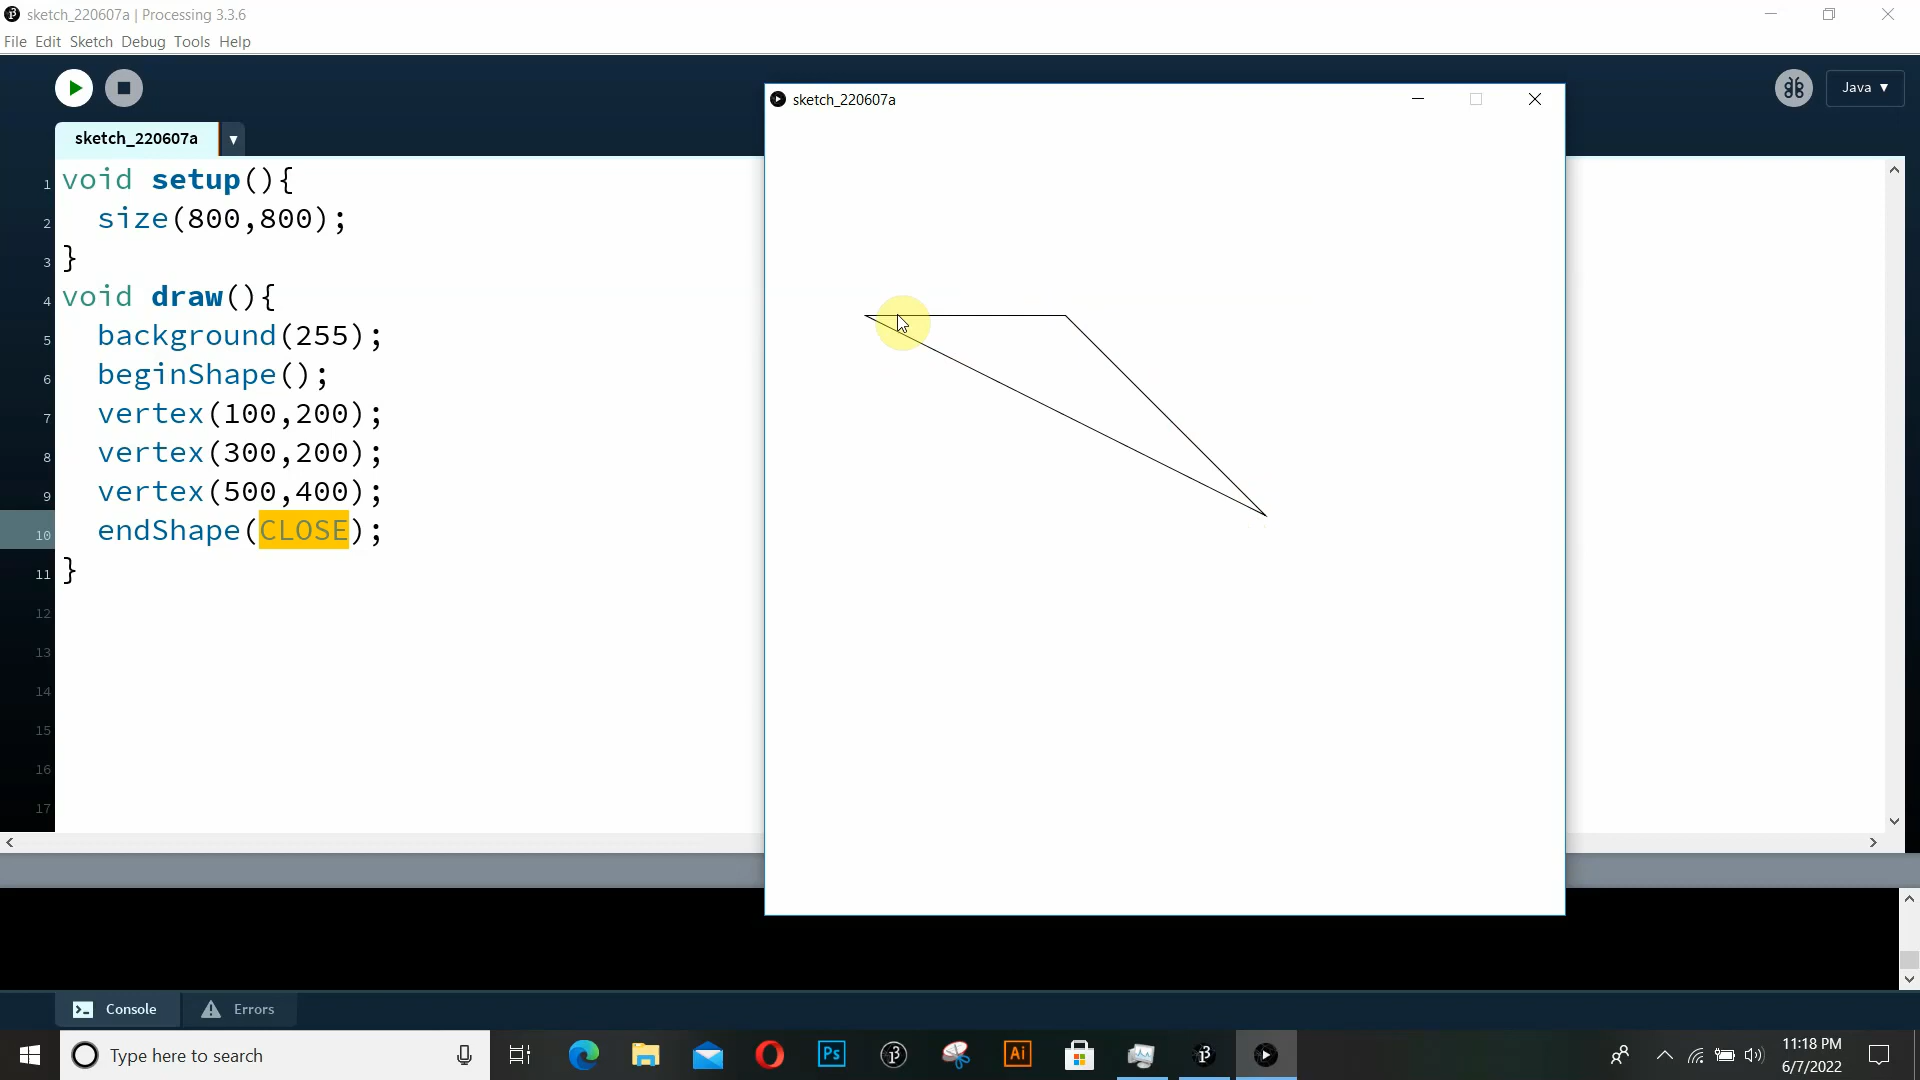 sketch_220607a | Processing 3.3.6
File Edit Sketch Debug Tools Help
Java ▼
sketch_220607a ▼
1 void setup(){
2 size(800,800);
3 }
4 void draw(){
5 background(255);
6 beginShape();
7 vertex(100,200);
8 vertex(300,200);
9 vertex(500,400);
10 endShape(CLOSE);
11 }
12
13
14
15
16
17
sketch_220607a
Console Errors
Type here to search
Ps
Ai
11:18 PM
6/7/2022